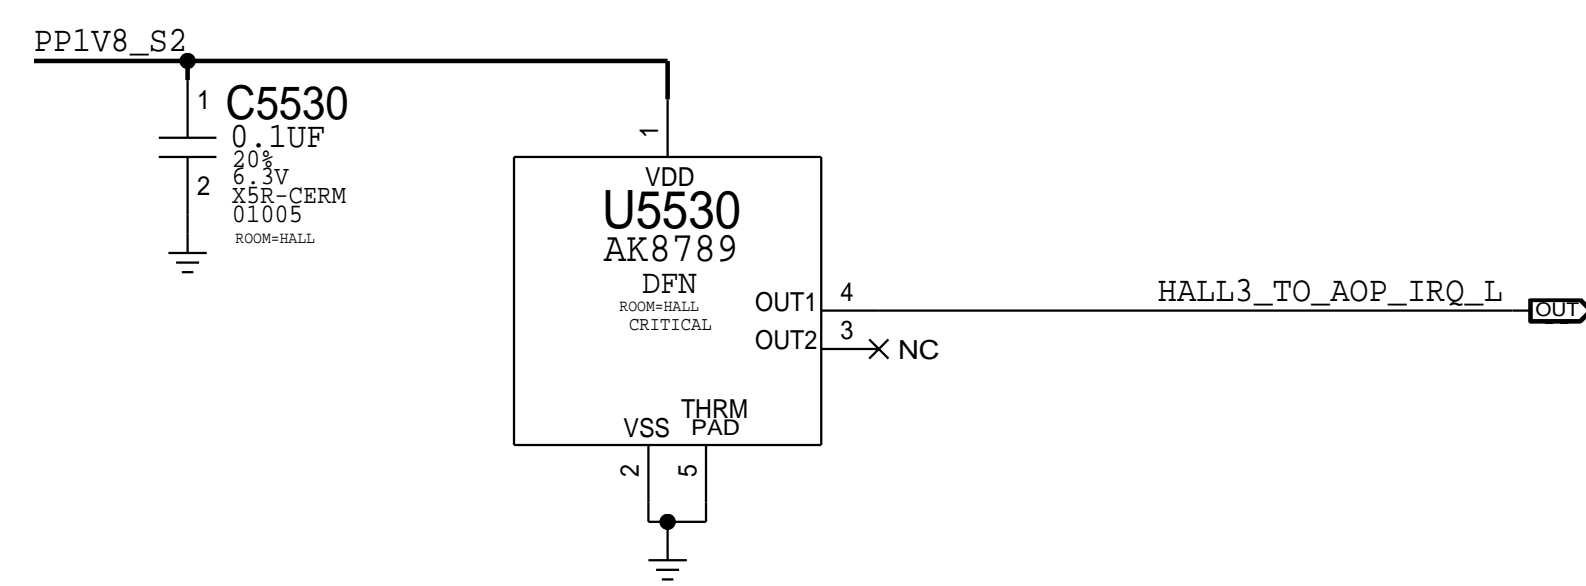 PP1V8_S2
1
C5530
0.1UF
20%
6.3V
2
X5R-CERM
01005
ROOM=HALL
1
VDD
U5530
AK8789
DFN
ROOM=HALL
CRITICAL
OUT1
4
HALL3_TO_AOP_IRQ_L
OUT
OUT2
3
NC
THRM
VSS
PAD
2
5